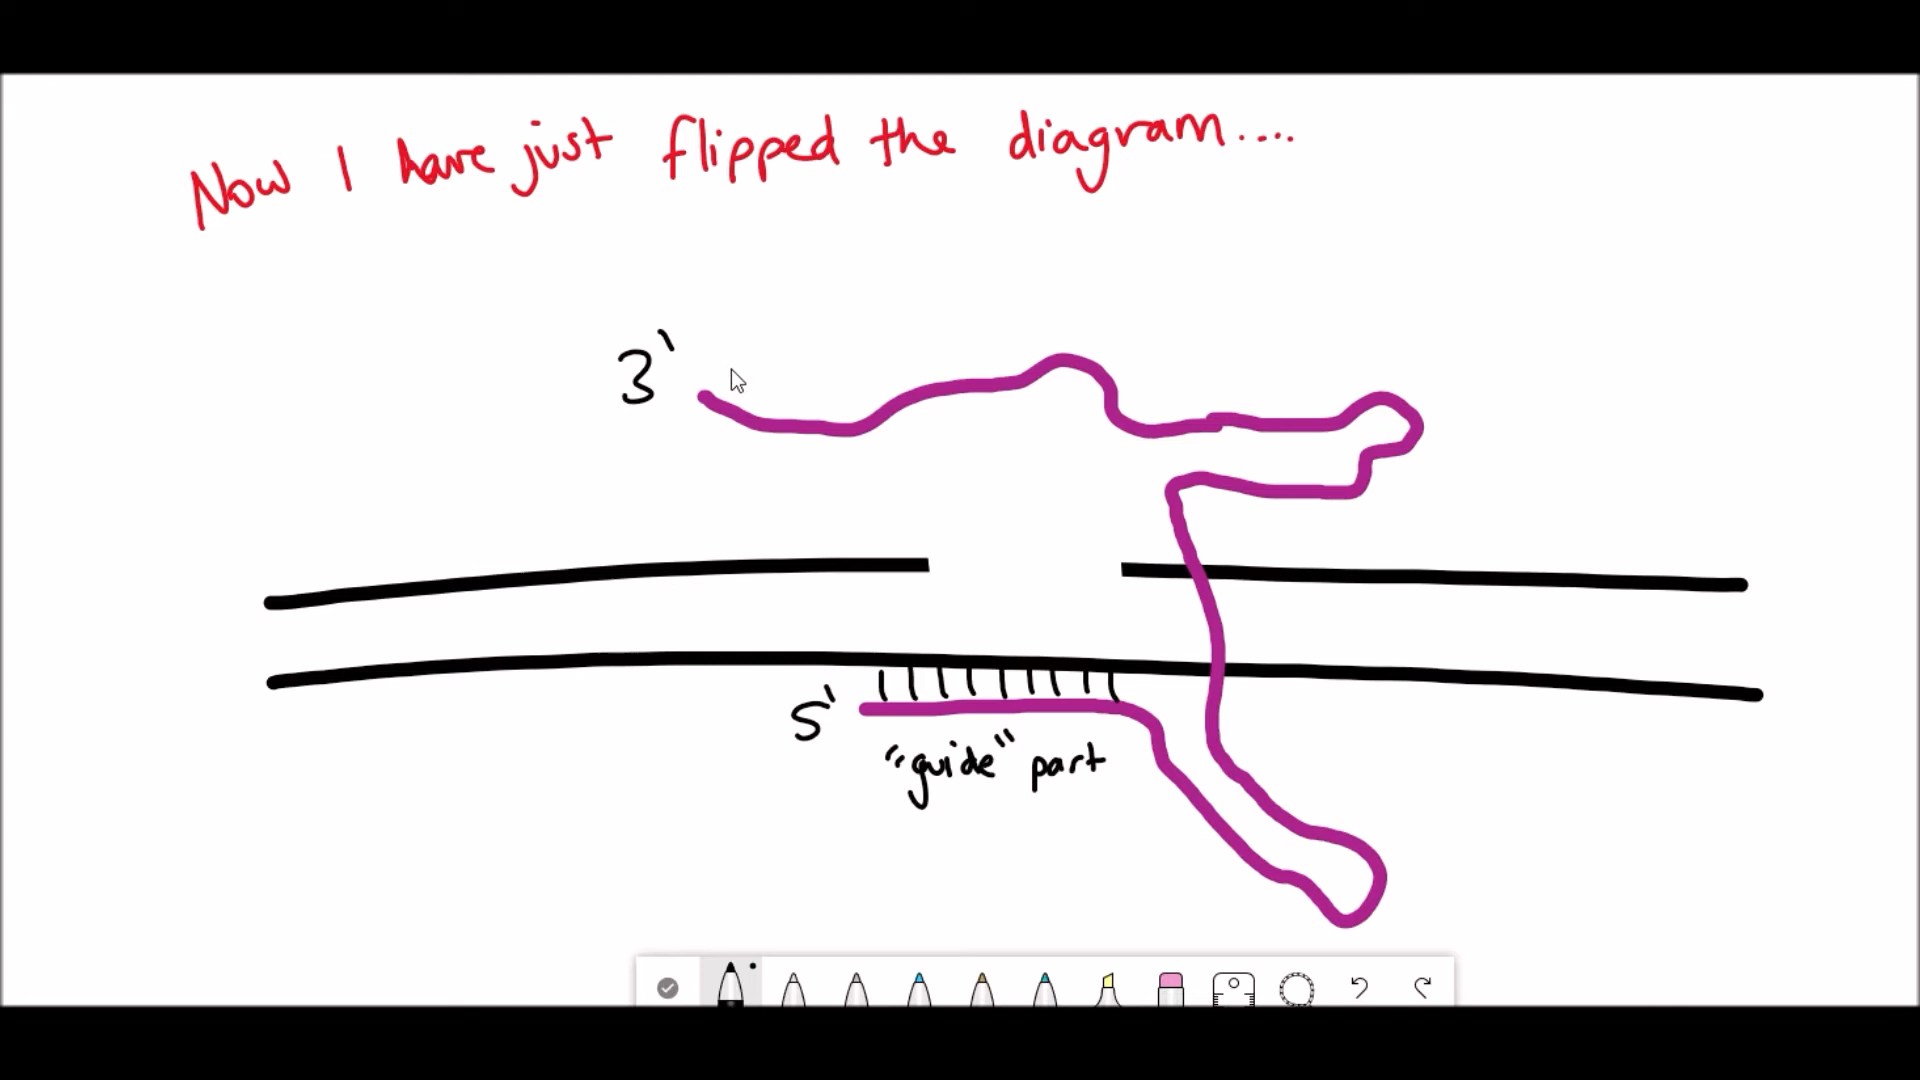 Now I have just flipped the diagram....
3'
5'
"guide" part